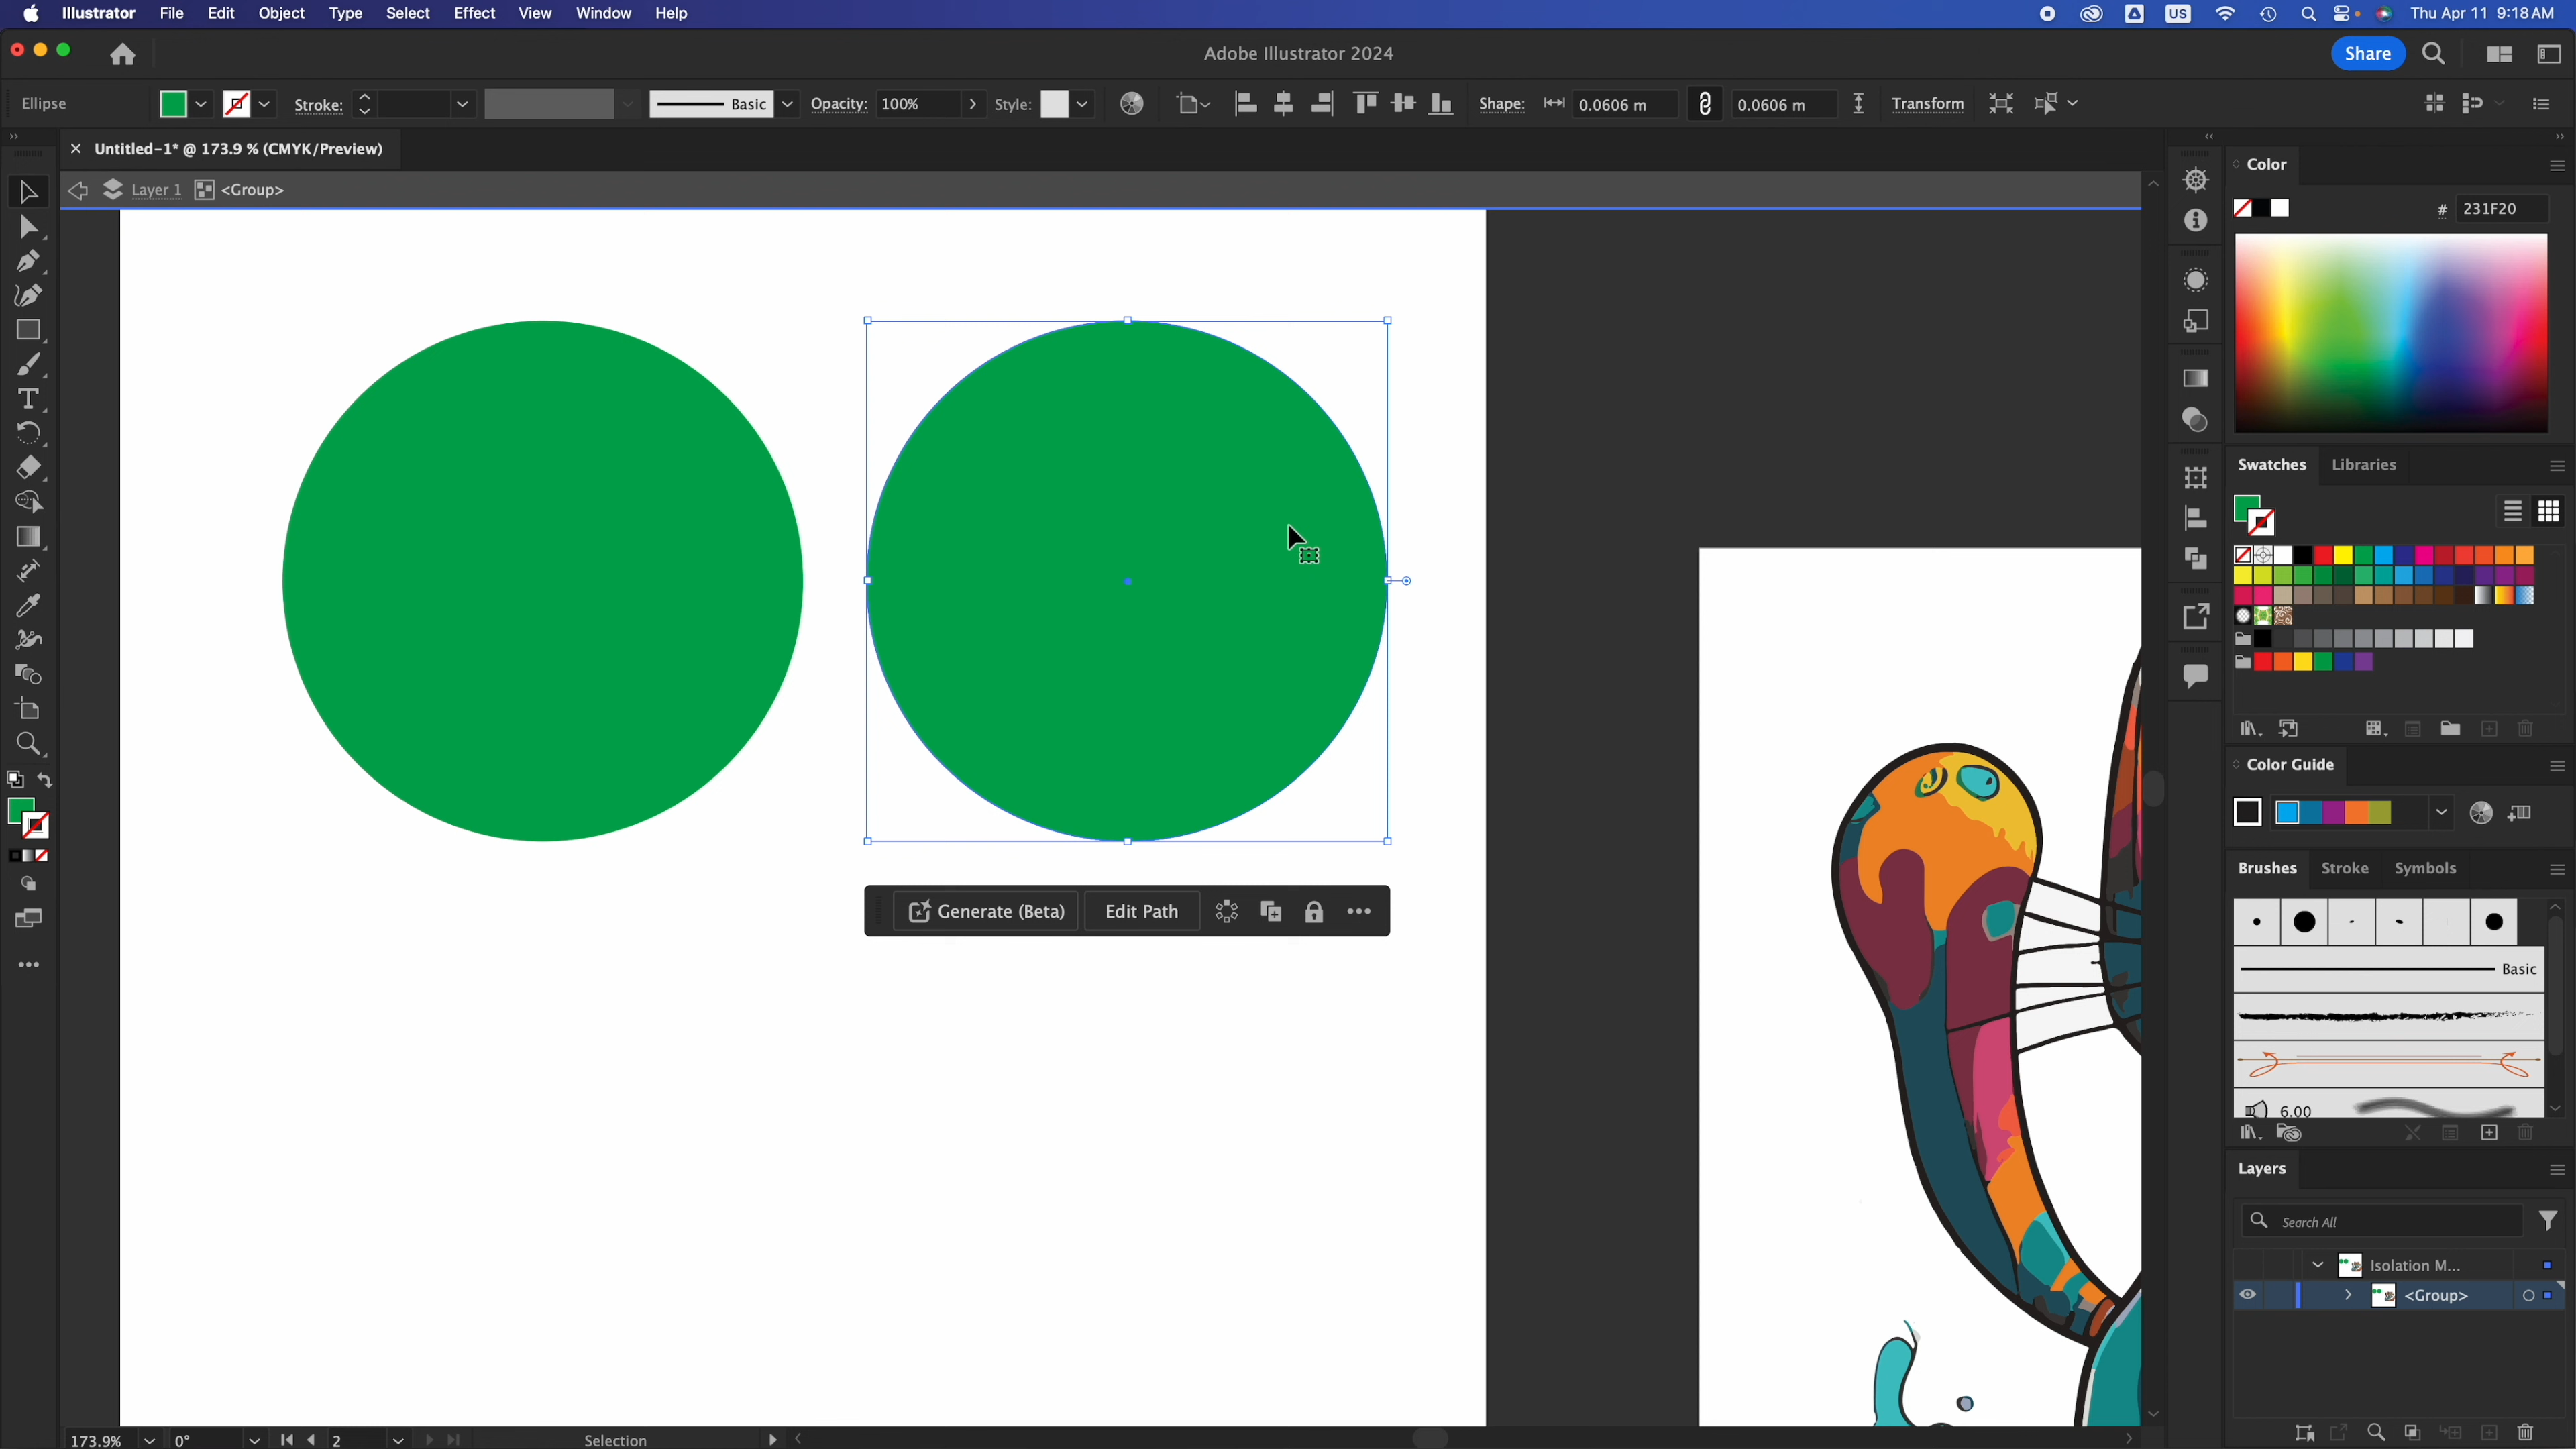 Illustrator File Edit Object Type Select Effect View Window Help US Thu Apr 11 9:18 AM
Adobe Illustrator 2024 Share
Ellipse Stroke: Basic Opacity: 100% Style: Shape: 0.0606 m 0.0606 m Transform
Untitled-1* @ 173.9 % (CMYK/Preview)
Color
Layer 1 <Group>
# 231F20
Swatches Libraries
Color Guide
Brushes Stroke Symbols
Generate (Beta) Edit Path
Basic
6.00
Layers
Search All
Isolation M...
<Group>
173.9% 0° 2 Selection